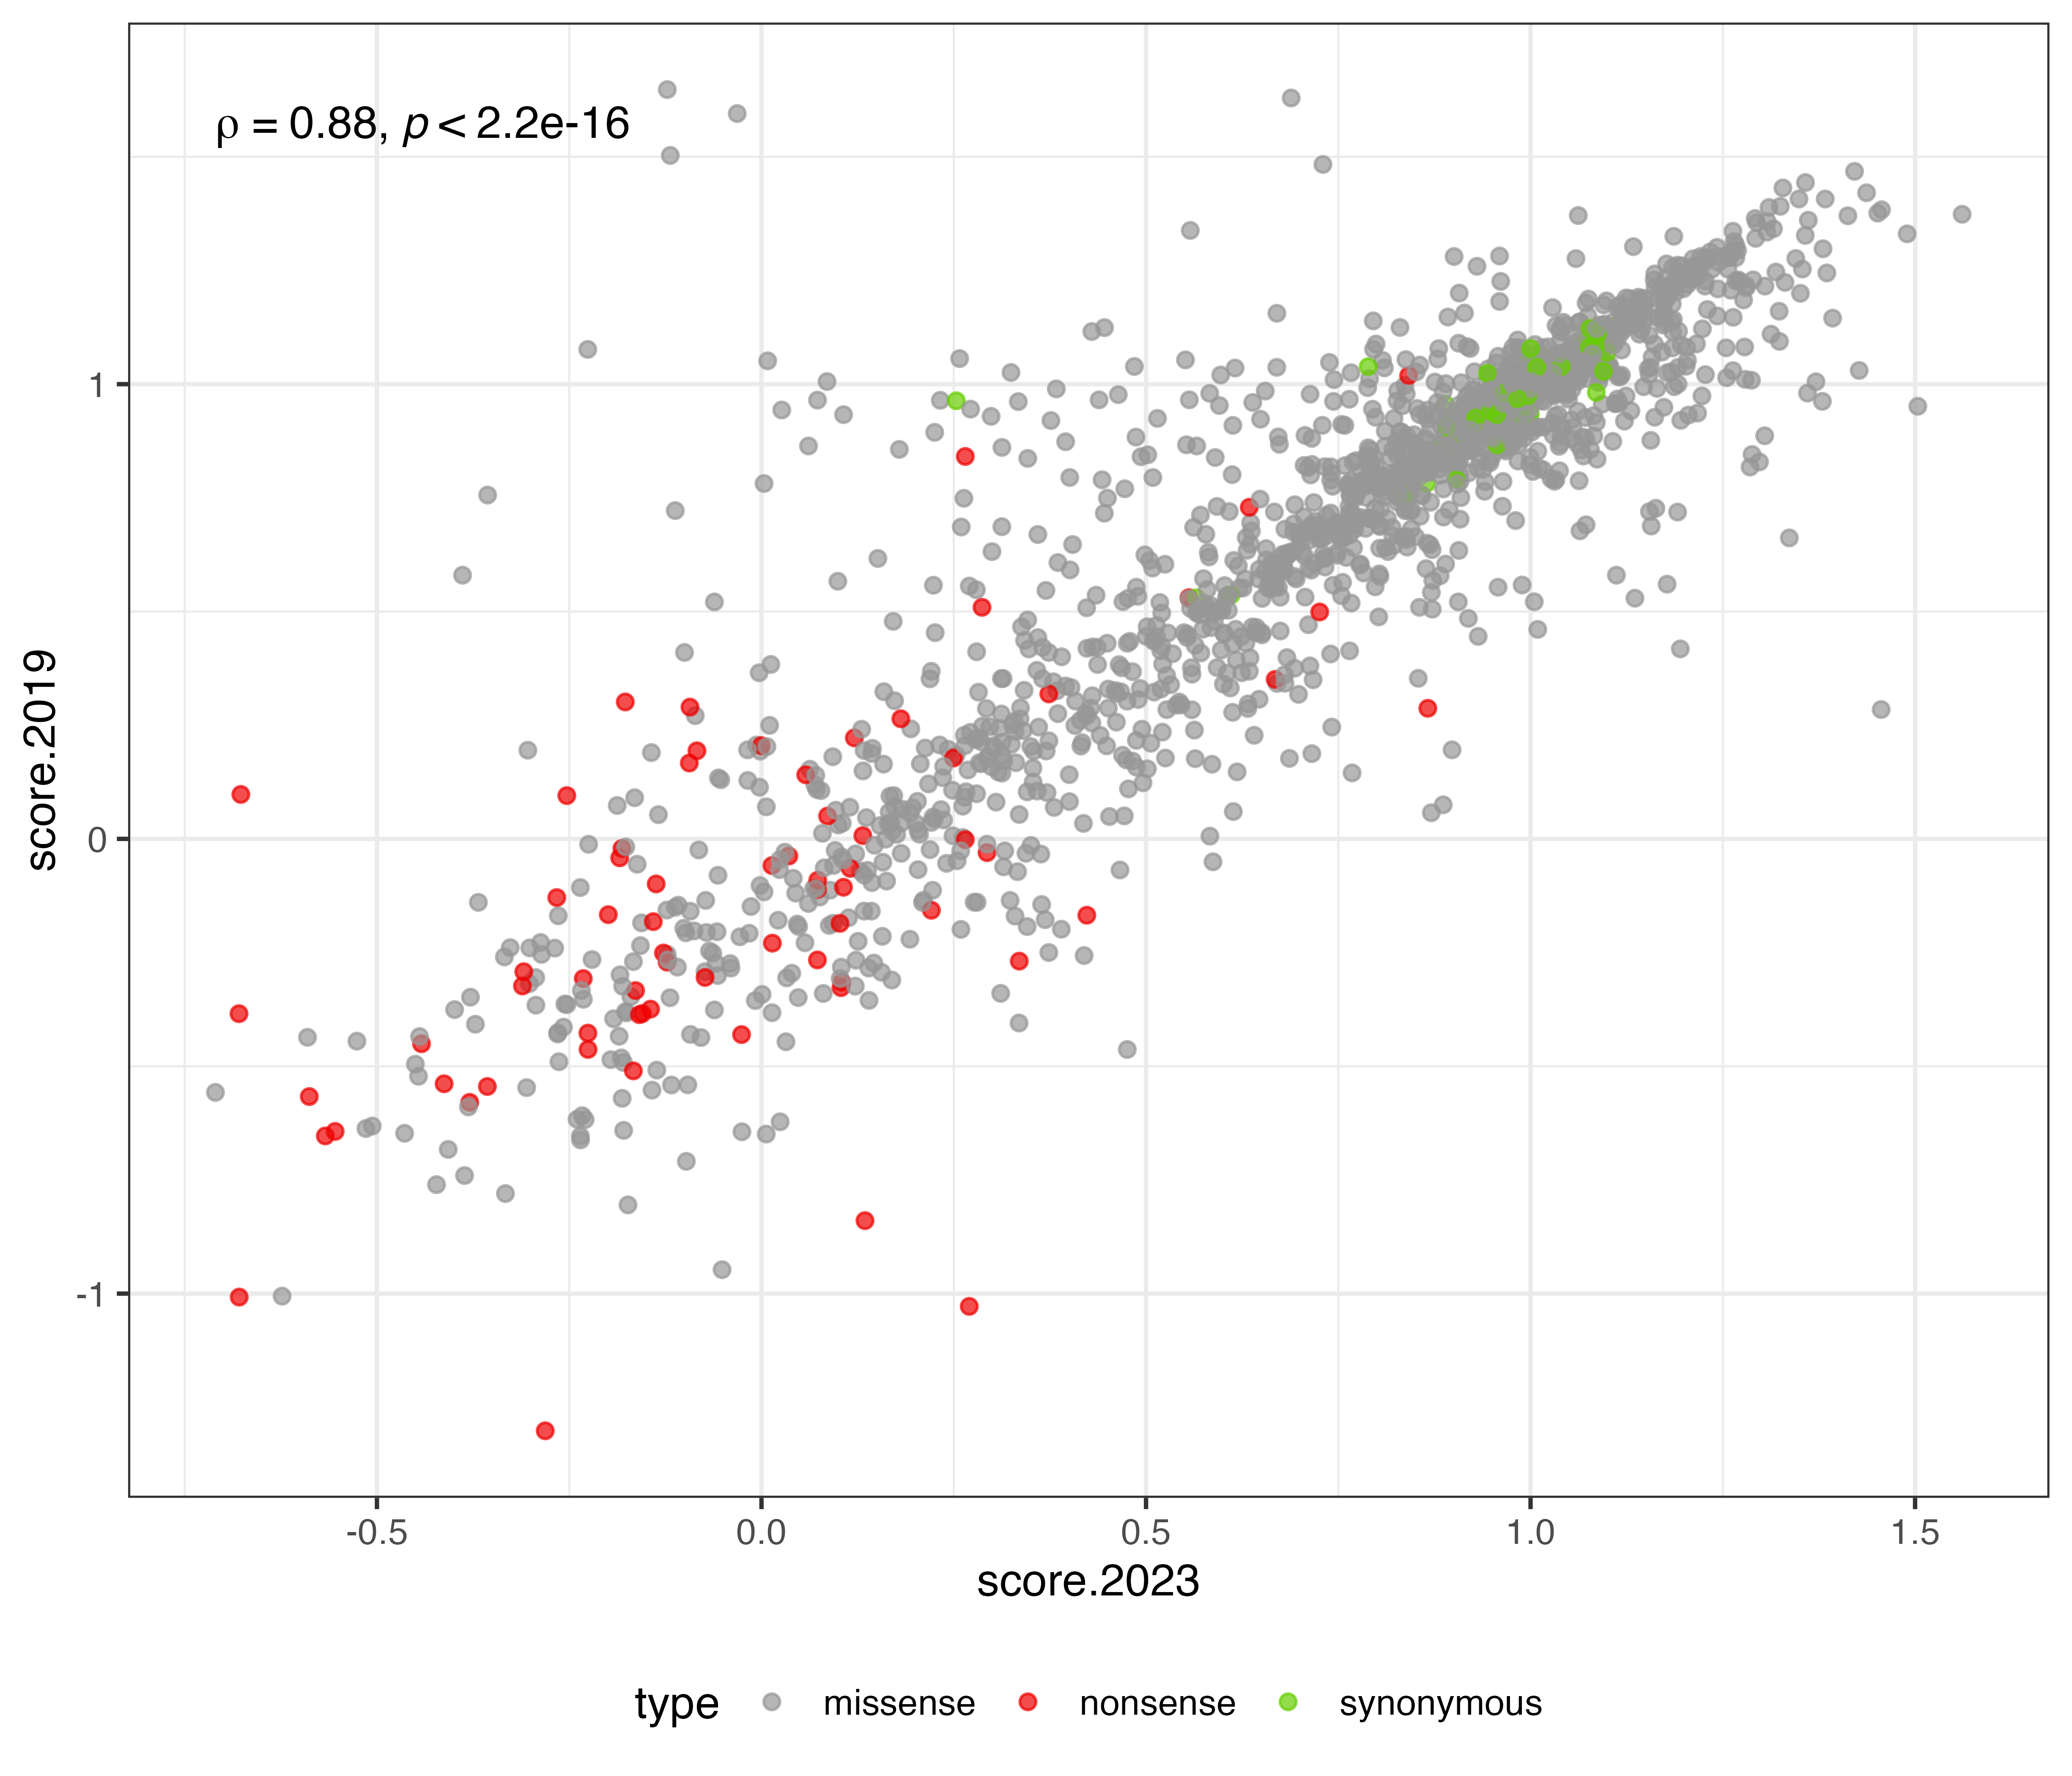 ρ = 0.88, p < 2.2e-16
score.2019
1
0
-1
-0.5 0.0 0.5 1.0 1.5
score.2023
type missense nonsense synonymous